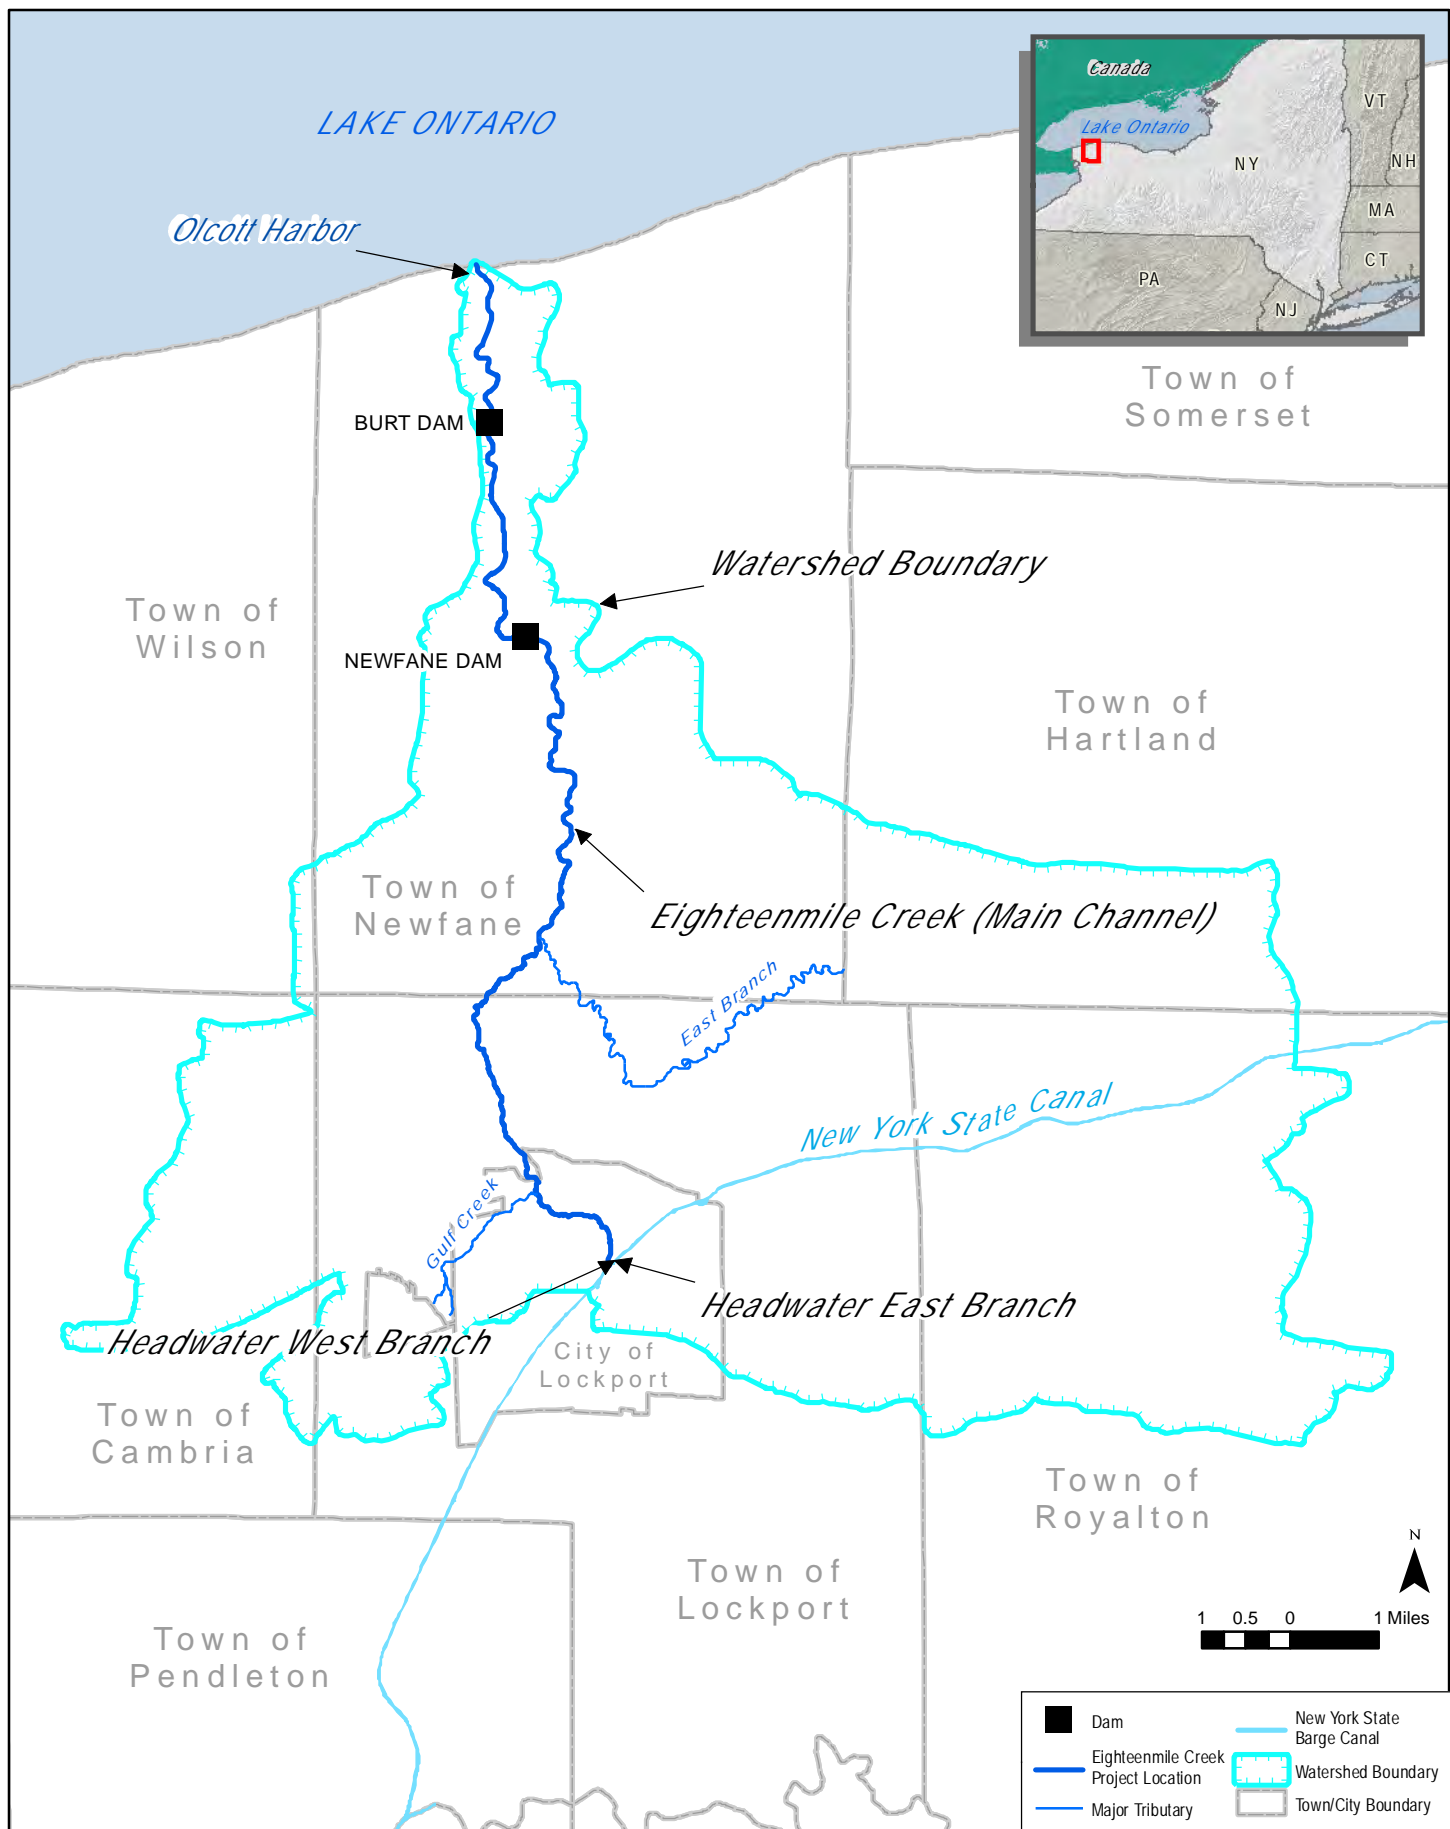 Canada
Lake Ontario
VT
NH
NY
MA
CT
PA
NJ
LAKE ONTARIO
Olcott Harbor
Town of
Somerset
BURT DAM
Watershed Boundary
Town of
Wilson
NEWFANE DAM
Town of
Hartland
Town of
Newfane
Eighteenmile Creek (Main Channel)
East Branch
New York State Canal
Gulf Creek
Headwater East Branch
Headwater West Branch
City of
Lockport
Town of
Cambria
Town of
Royalton
Town of
Lockport
Town of
Pendleton
N
1 0.5 0 1 Miles
Dam
Eighteenmile Creek
Project Location
Major Tributary
New York State
Barge Canal
Watershed Boundary
Town/City Boundary